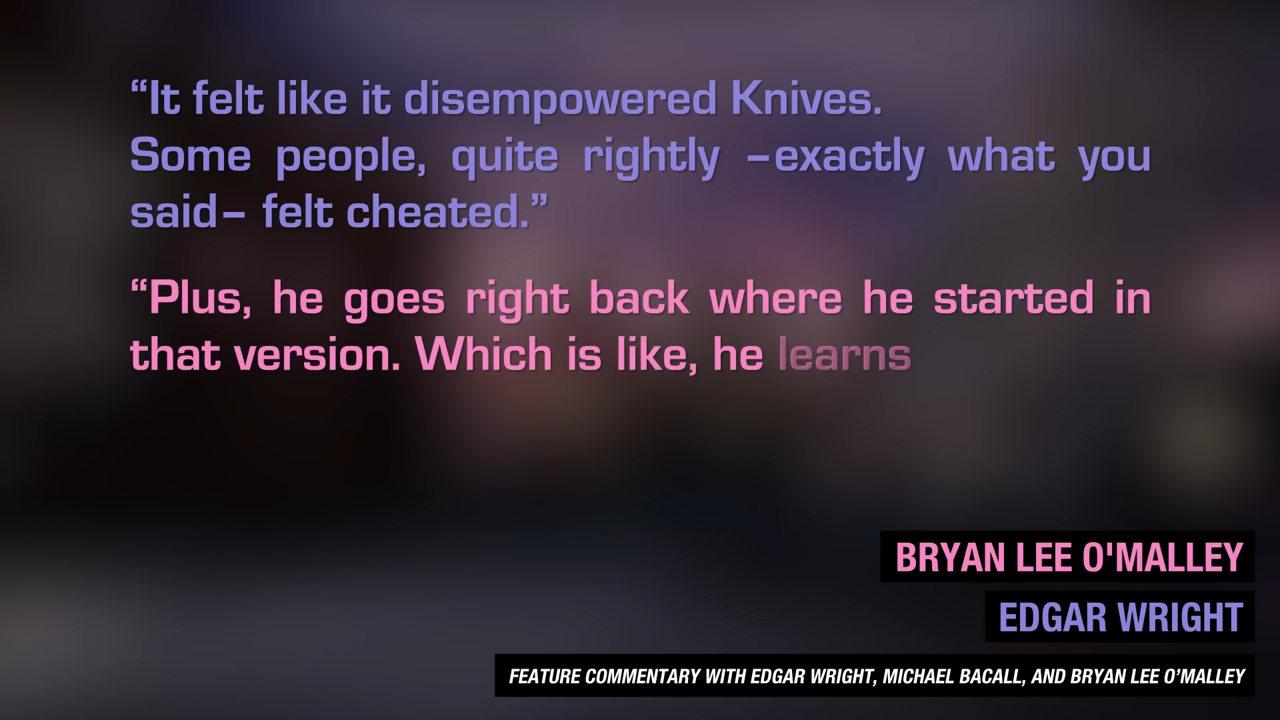 “It felt like it disempowered Knives.
Some people, quite rightly –exactly what you
said– felt cheated.”
“Plus, he goes right back where he started in
that version. Which is like, he learns
BRYAN LEE O'MALLEY
EDGAR WRIGHT
FEATURE COMMENTARY WITH EDGAR WRIGHT, MICHAEL BACALL, AND BRYAN LEE O’MALLEY